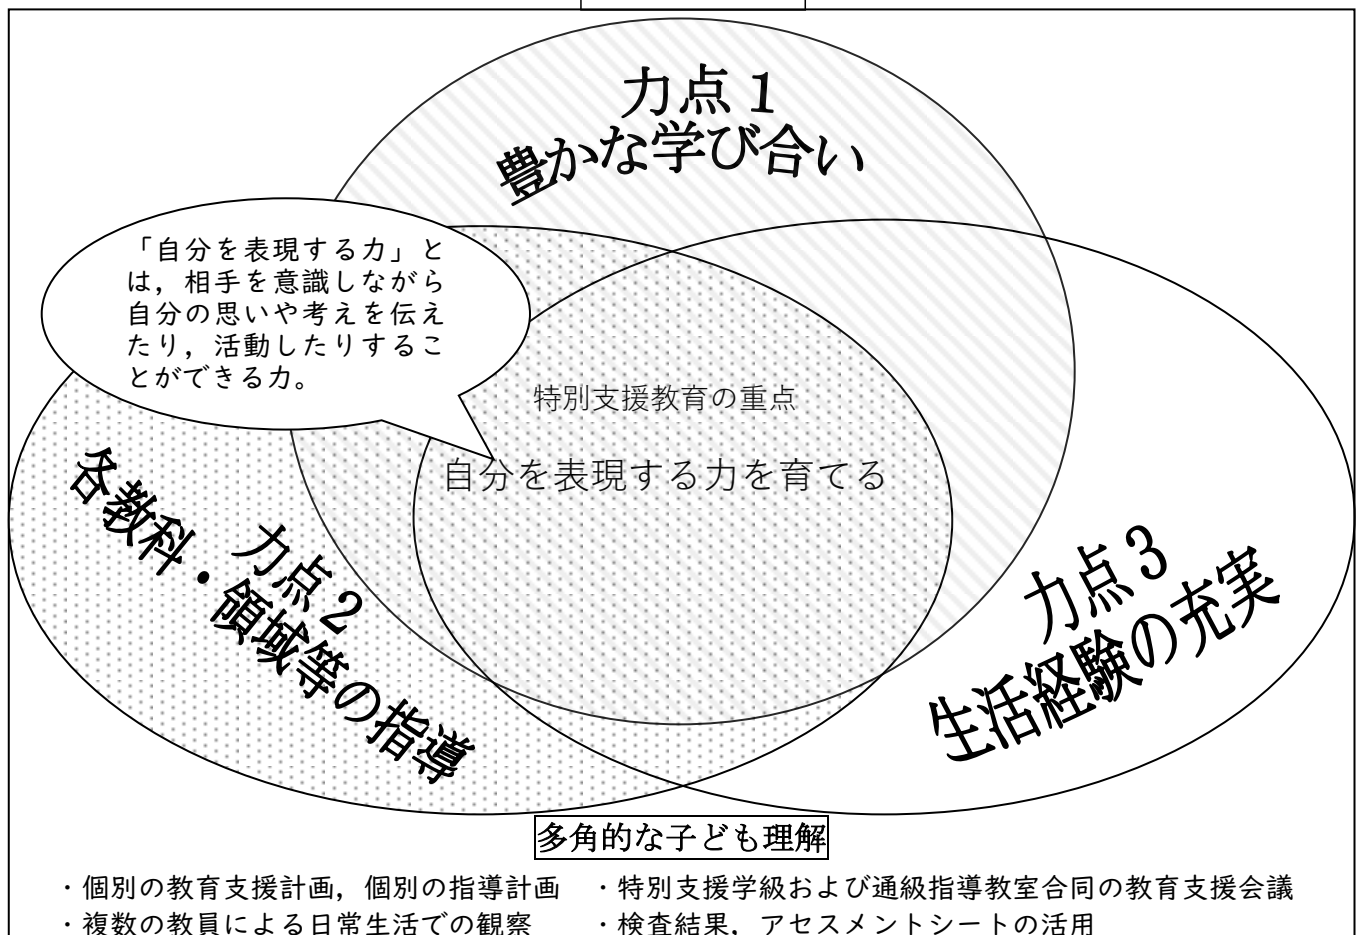 力点１
豊かな学び合い
「自分を表現する力」と
は，相手を意識しながら
自分の思いや考えを伝え
たり，活動したりするこ
とができる力。
特別支援教育の重点
自分を表現する力を育てる
力点２
各教科・領域等の指導
力点３
生活経験の充実
多角的な子ども理解
・個別の教育支援計画，個別の指導計画　・特別支援学級および通級指導教室合同の教育支援会議
・複数の教員による日常生活での観察　・検査結果，アセスメントシートの活用